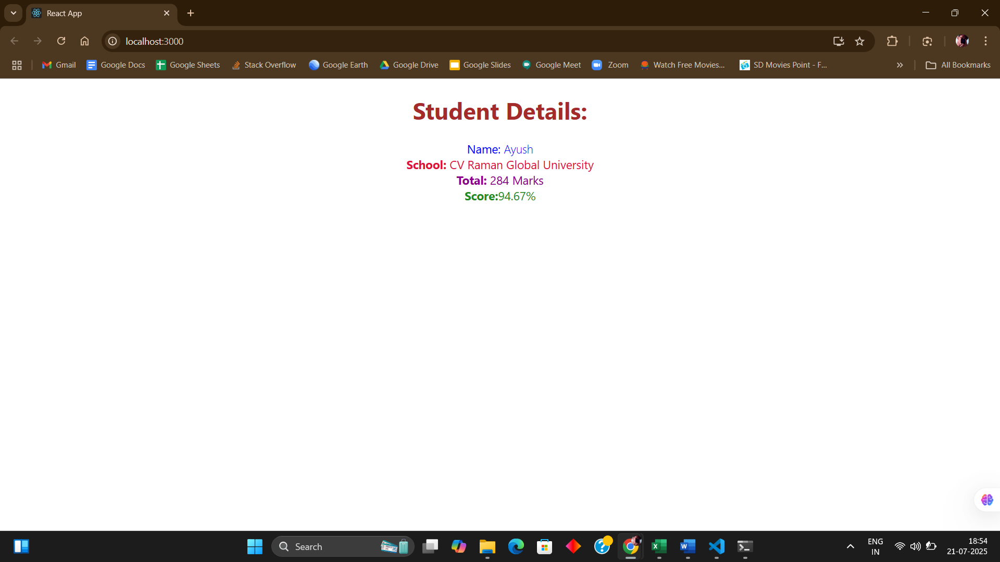 React App
localhost:3000
Gmail
Google Docs
Google Sheets
Stack Overflow
Google Earth
Google Drive
Google Slides
Google Meet
Zoom
Watch Free Movies...
SD Movies Point - F...
All Bookmarks
Student Details:
Name: Ayush
School: CV Raman Global University
Total: 284 Marks
Score:94.67%
Search
ENG
IN
18:54
21-07-2025